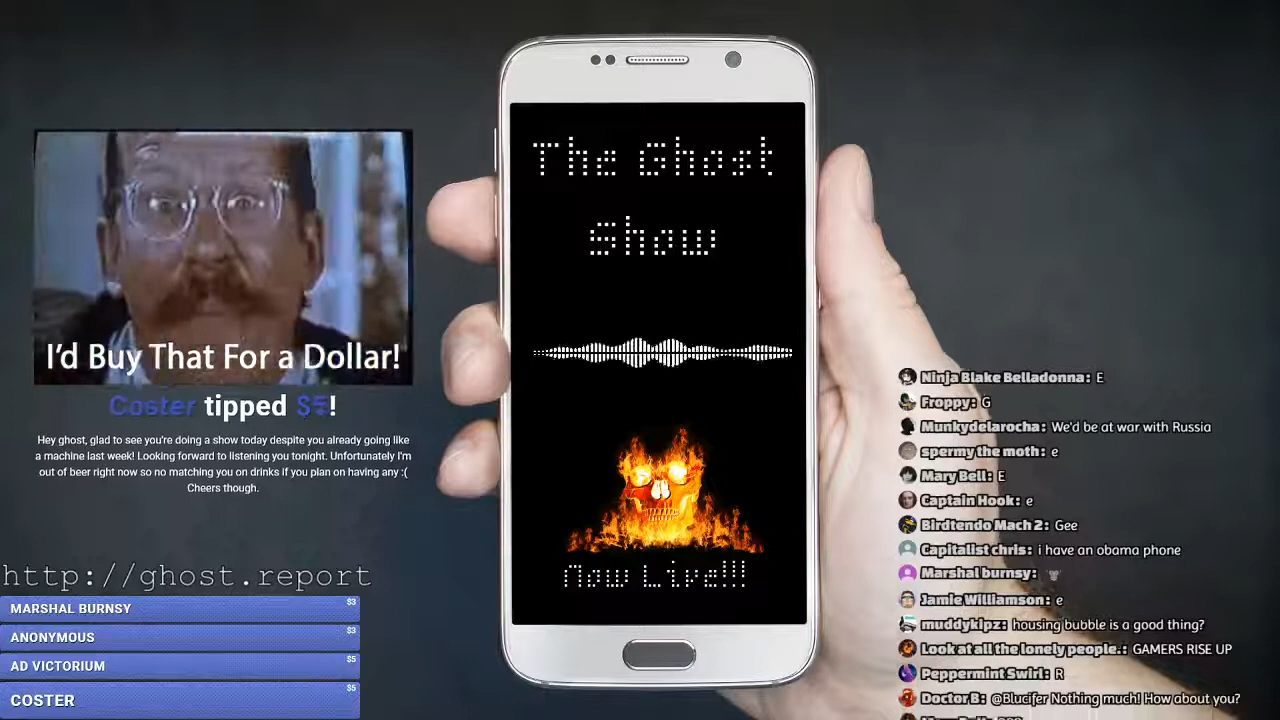 The Ghost
Show
Now Live!!!
I'd Buy That For a Dollar!
Coster tipped $5!
Hey ghost, glad to see you're doing a show today despite you already going like
a machine last week! Looking forward to listening you tonight. Unfortunately I'm
out of beer right now so no matching you on drinks if you plan on having any :(
Cheers though.
http://ghost.report
MARSHAL BURNSY $3
ANONYMOUS $3
AD VICTORIUM $5
COSTER $5
Ninja Blake Belladonna: E
Froppy: G
Munkydelarocha: We'd be at war with Russia
spermy the moth: e
Mary Bell: E
Captain Hook: e
Birdtendo Mach 2: Gee
Capitalist chris: i have an obama phone
Marshal burnsy:
Jamie Williamson: e
muddykipz: housing bubble is a good thing?
Look at all the lonely people.: GAMERS RISE UP
Peppermint Swirl: R
Doctor B: @Blucifer Nothing much! How about you?